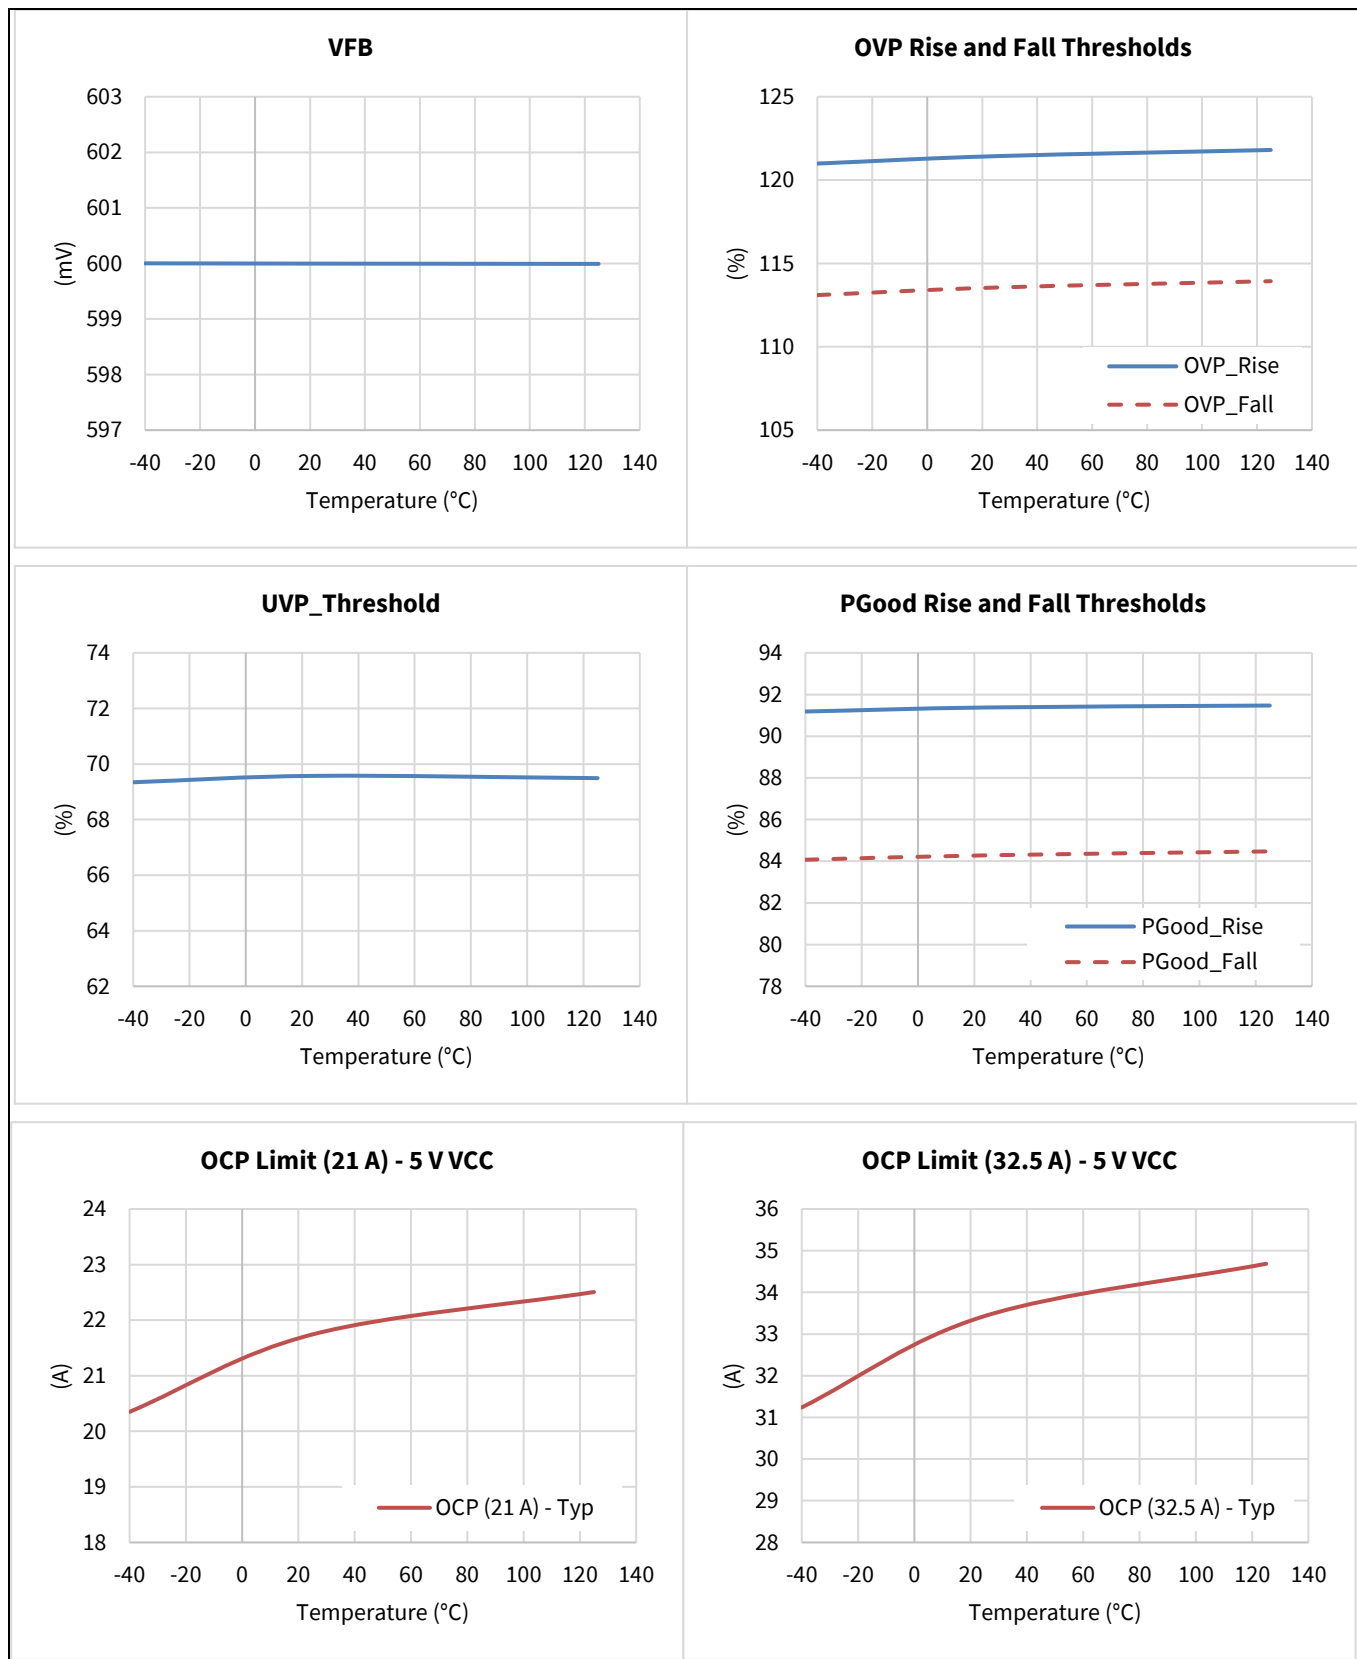 VFB
603
602
601
600
599
598
597
(mV)
-40 -20 0 20 40 60 80 100 120 140
Temperature (°C)
OVP Rise and Fall Thresholds
125
120
115
110
105
(%)
OVP_Rise
OVP_Fall
-40 -20 0 20 40 60 80 100 120 140
Temperature (°C)
UVP_Threshold
74
72
70
68
66
64
62
(%)
-40 -20 0 20 40 60 80 100 120 140
Temperature (°C)
PGood Rise and Fall Thresholds
94
92
90
88
86
84
82
80
78
(%)
PGood_Rise
PGood_Fall
-40 -20 0 20 40 60 80 100 120 140
Temperature (°C)
OCP Limit (21 A) - 5 V VCC
24
23
22
21
20
19
18
(A)
OCP (21 A) - Typ
-40 -20 0 20 40 60 80 100 120 140
Temperature (°C)
OCP Limit (32.5 A) - 5 V VCC
36
35
34
33
32
31
30
29
28
(A)
OCP (32.5 A) - Typ
-40 -20 0 20 40 60 80 100 120 140
Temperature (°C)